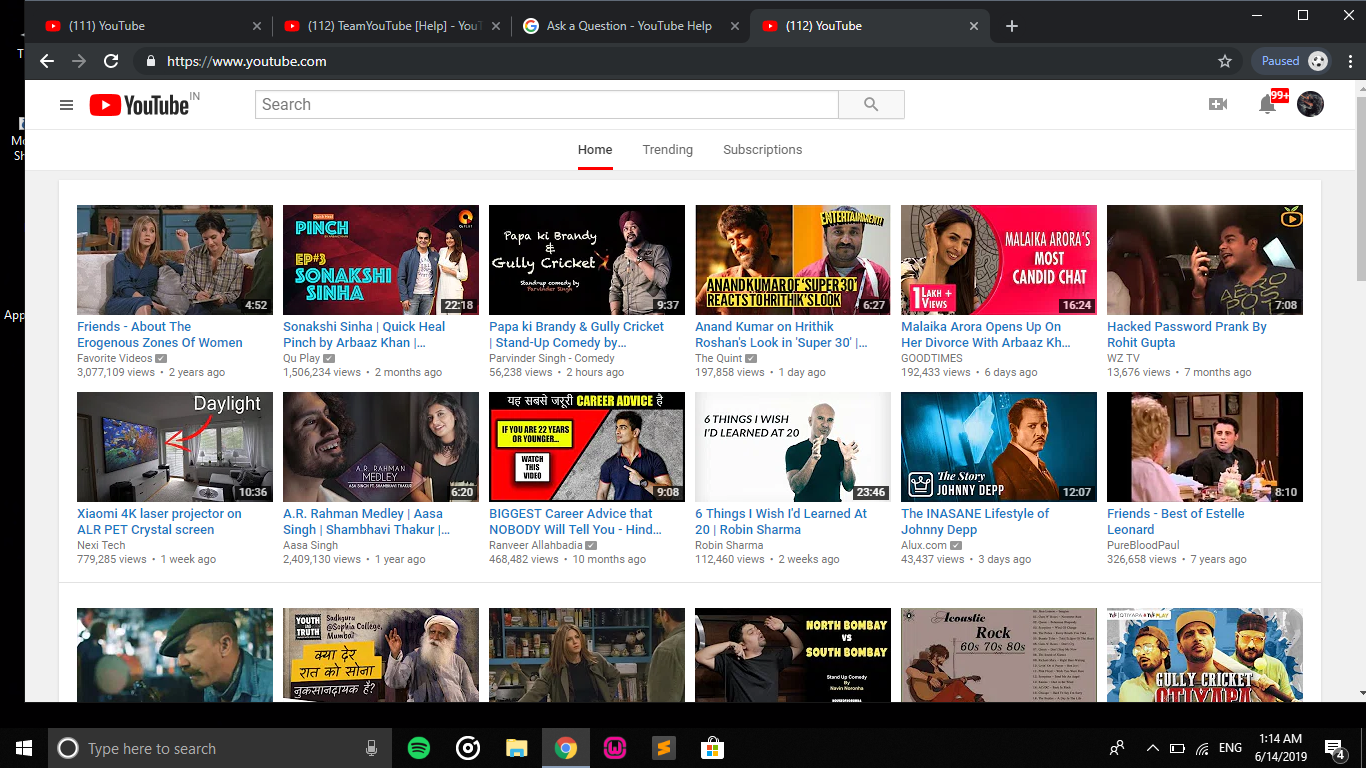 (111) YouTube
(112) TeamYouTube [Help] - YouT
Ask a Question - YouTube Help
(112) YouTube
https://www.youtube.com
Paused
YouTube IN
Search
99+
Home
Trending
Subscriptions
Quick Heal
PINCH
BY ARBAAZ KHAN
EP#3
SONAKSHI
SINHA
Qu PLAY
Papa ki Brandy
&
Gully Cricket
Stand-up comedy by
Parvinder Singh
ENTERTAINMENT!
ANAND KUMAR OF 'SUPER 30'
REACTS TO HRITHIK'S LOOK
MALAIKA ARORA'S
MOST
CANDID CHAT
1 LAKH +
Views
4:52
22:18
9:37
6:27
16:24
7:08
Friends - About The
Erogenous Zones Of Women
Favorite Videos
3,077,109 views • 2 years ago
Sonakshi Sinha | Quick Heal
Pinch by Arbaaz Khan |...
Qu Play
1,506,234 views • 2 months ago
Papa ki Brandy & Gully Cricket
| Stand-Up Comedy by...
Parvinder Singh - Comedy
56,238 views • 2 hours ago
Anand Kumar on Hrithik
Roshan's Look in 'Super 30' |...
The Quint
197,858 views • 1 day ago
Malaika Arora Opens Up On
Her Divorce With Arbaaz Kh...
GOODTIMES
192,433 views • 6 days ago
Hacked Password Prank By
Rohit Gupta
WZ TV
13,676 views • 7 months ago
Daylight
A.R. RAHMAN
MEDLEY
AASA SINGH FT. SHAMBHAVI THAKUR
यह सबसे जरूरी CAREER ADVICE है
IF YOU ARE 22 YEARS
OR YOUNGER...
WATCH
THIS
VIDEO
6 THINGS I WISH
I'D LEARNED AT 20
The Story
JOHNNY DEPP
10:36
6:20
9:08
23:46
12:07
8:10
Xiaomi 4K laser projector on
ALR PET Crystal screen
Nexi Tech
779,285 views • 1 week ago
A.R. Rahman Medley | Aasa
Singh | Shambhavi Thakur |...
Aasa Singh
2,409,130 views • 1 year ago
BIGGEST Career Advice that
NOBODY Will Tell You - Hind...
Ranveer Allahbadia
468,482 views • 10 months ago
6 Things I Wish I'd Learned At
20 | Robin Sharma
Robin Sharma
112,460 views • 2 weeks ago
The INASANE Lifestyle of
Johnny Depp
Alux.com
43,437 views • 3 days ago
Friends - Best of Estelle
Leonard
PureBloodPaul
326,658 views • 7 years ago
YOUTH
AND
TRUTH
Sadhguru
@Sophia College,
Mumbai
क्या देर
रात को सोना
नुकसानदायक है?
NORTH BOMBAY
VS
SOUTH BOMBAY
Stand Up Comedy
By
Navin Noronha
Acoustic
Rock
60s 70s 80s
GULLY CRICKET
Type here to search
ENG
1:14 AM
6/14/2019
4